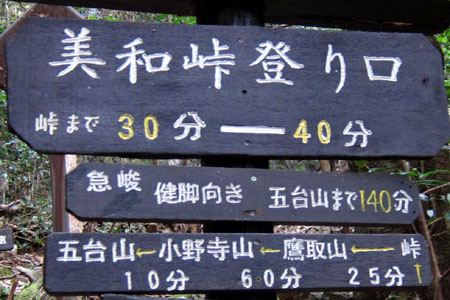 美和峠登り口
峠まで 30分―40分
急峻 健脚向き 五台山まで140分
五台山←小野寺山←鷹取山←峠
10分 60分 25分↑